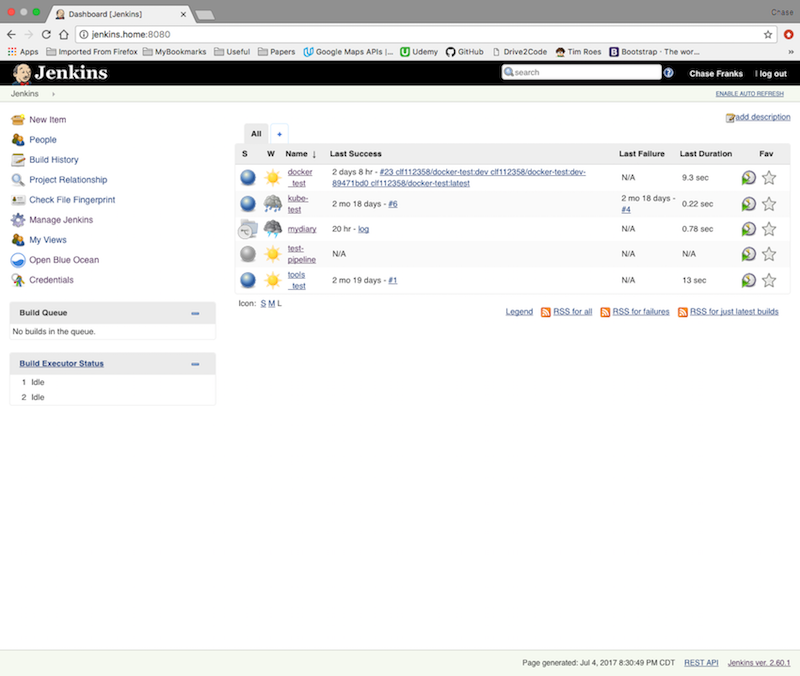 Dashboard [Jenkins]
Chase
jenkins.home:8080
Apps Imported From Firefox MyBookmarks Useful Papers Google Maps APIs |... Udemy GitHub Drive2Code Tim Roes Bootstrap · The wor... »
Jenkins
search
Chase Franks
| log out
Jenkins
ENABLE AUTO REFRESH
New Item
People
Build History
Project Relationship
Check File Fingerprint
Manage Jenkins
My Views
Open Blue Ocean
Credentials
Build Queue
No builds in the queue.
Build Executor Status
1 Idle
2 Idle
add description
All +
S W Name ↓ Last Success Last Failure Last Duration Fav
docker
_test
2 days 8 hr - #23 clf112358/docker-test:dev clf112358/docker-test:dev-
89471bd0 clf112358/docker-test:latest
N/A
9.3 sec
kube-
test
2 mo 18 days - #6
2 mo 18 days -
#4
0.22 sec
mydiary 20 hr - log N/A 0.78 sec
test-
pipeline
N/A N/A N/A
tools
_test
2 mo 19 days - #1 N/A 13 sec
Icon: S M L
Legend RSS for all RSS for failures RSS for just latest builds
Page generated: Jul 4, 2017 8:30:49 PM CDT REST API Jenkins ver. 2.60.1